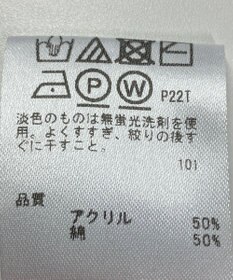 P W P22T
淡色のものは無蛍光洗剤を使
用。よくすすぎ、絞りの後す
ぐに干すこと。
101
品質
アクリル 50%
綿 50%